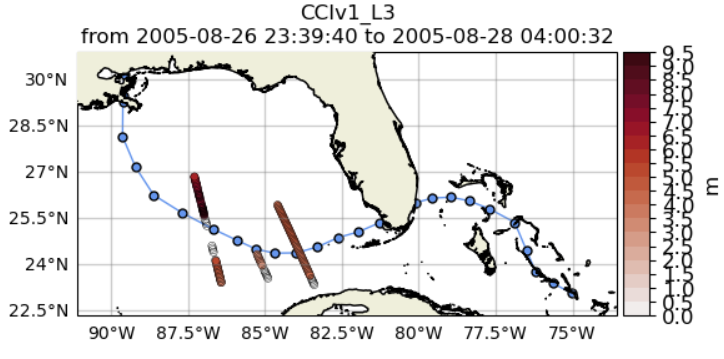 CCIv1_L3
from 2005-08-26 23:39:40 to 2005-08-28 04:00:32
30°N
28.5°N
27°N
25.5°N
24°N
22.5°N
90°W 87.5°W 85°W 82.5°W 80°W 77.5°W 75°W
9.5
9.0
8.5
8.0
7.5
7.0
6.5
6.0
5.5
5.0
4.5
4.0
3.5
3.0
2.5
2.0
1.5
1.0
0.5
0.0
m